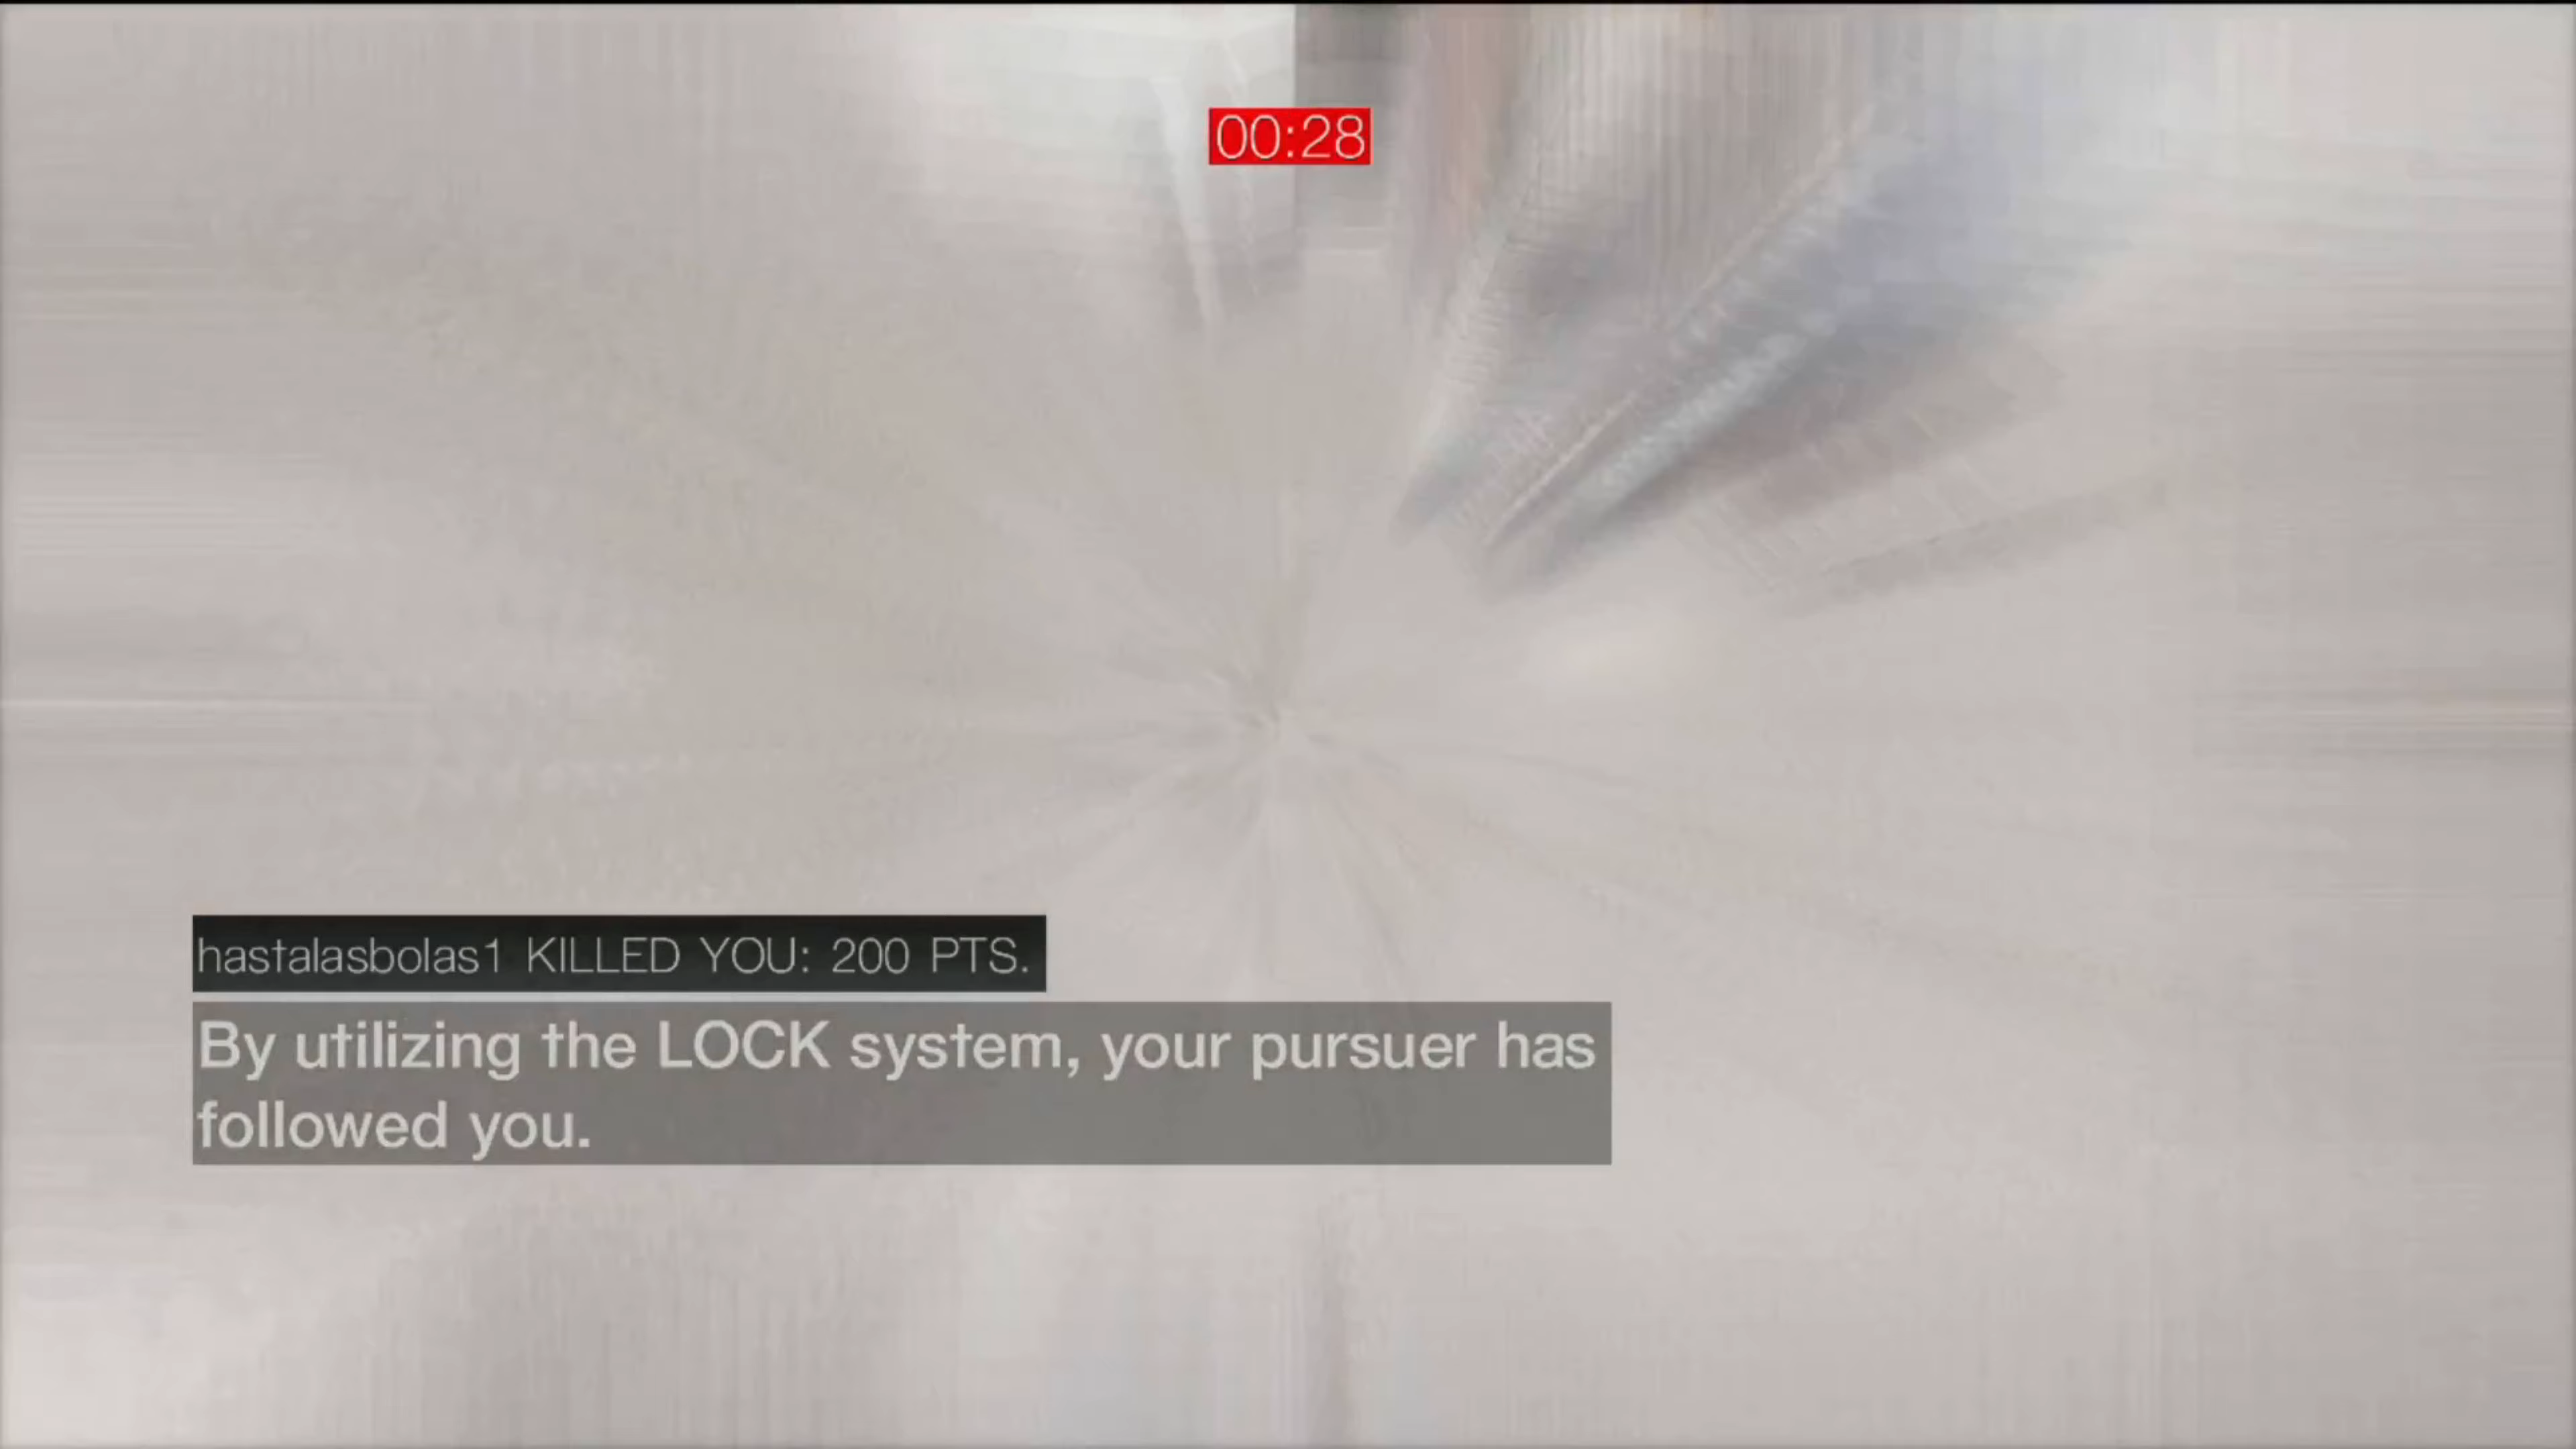 00:28
hastalasbolas1 KILLED YOU: 200 PTS.
By utilizing the LOCK system, your pursuer has
followed you.